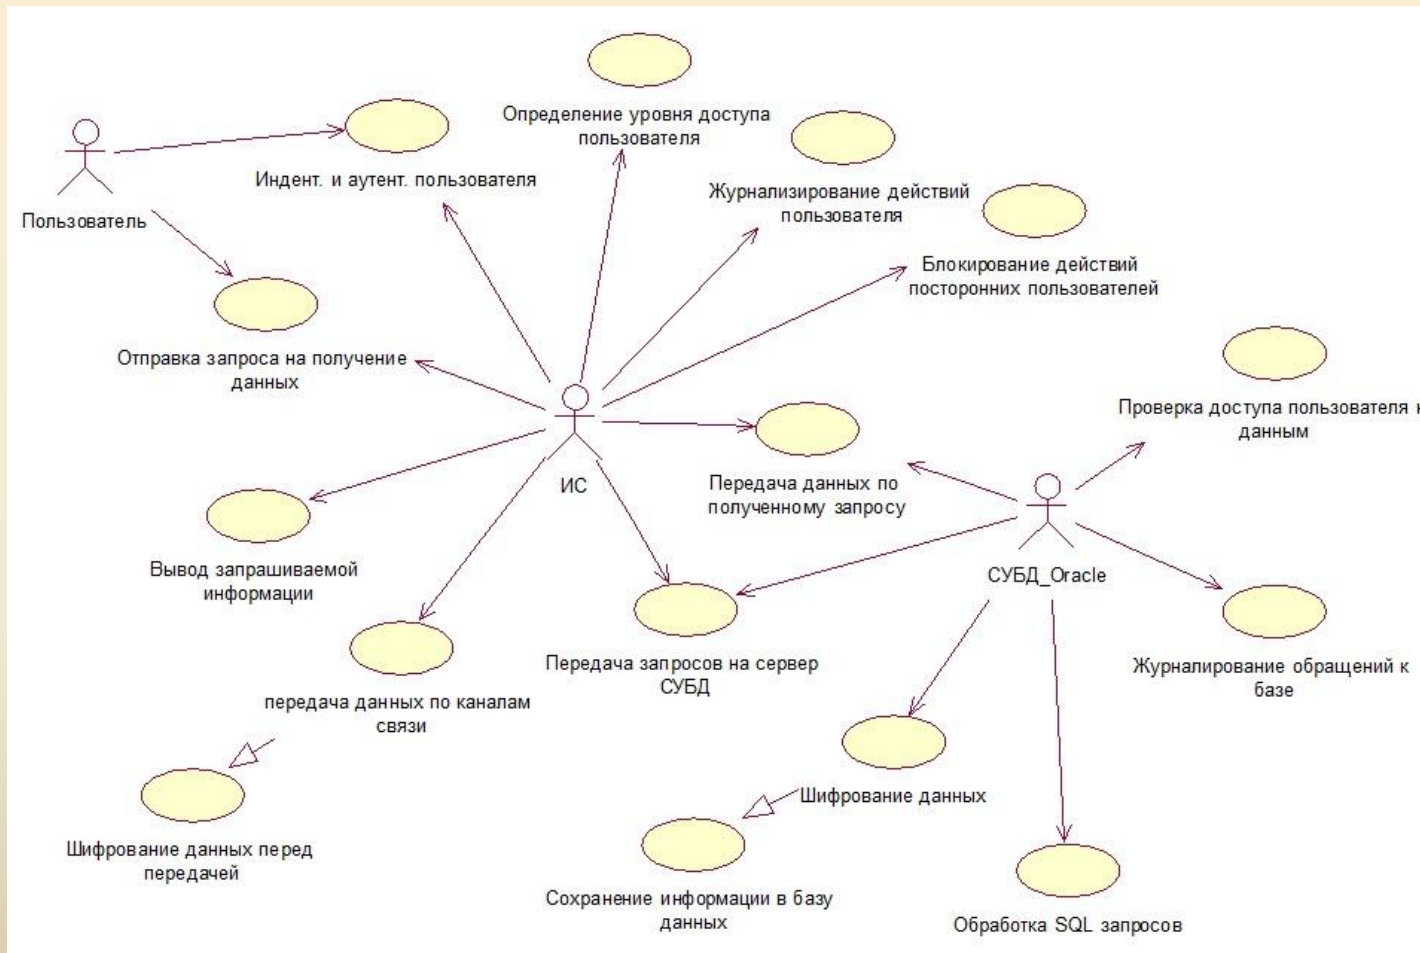 Определение уровня доступа
пользователя
Индент. и аутент. пользователя
Журнализирование действий
пользователя
Пользователь
Блокирование действий
посторонних пользователей
Отправка запроса на получение
данных
Проверка доступа пользователя к
данным
ИС
Передача данных по
полученному запросу
СУБД_Oracle
Вывод запрашиваемой
информации
Передача запросов на сервер
СУБД
Журналирование обращений к
базе
передача данных по каналам
связи
Шифрование данных
Шифрование данных перед
передачей
Сохранение информации в базу
данных
Обработка SQL запросов